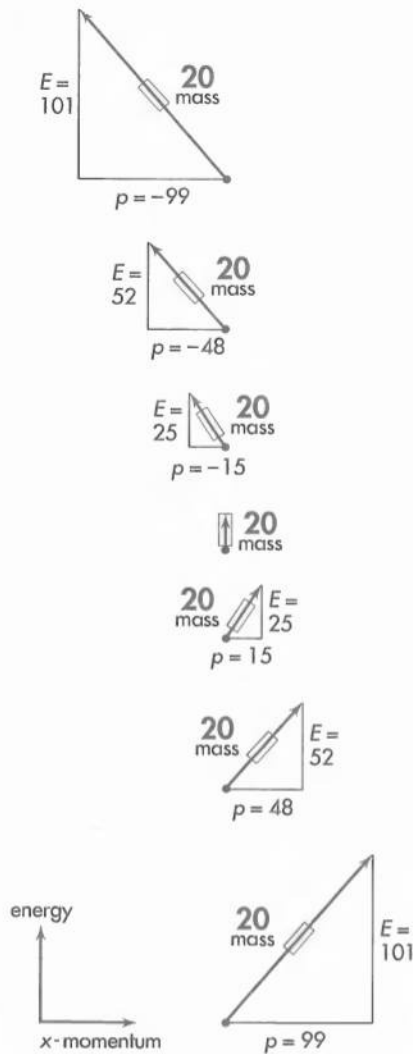 E =
101
20
mass
p = −99
E =
52
20
mass
p = −48
E =
25
20
mass
p = −15
20
mass
20
mass
E =
25
p = 15
20
mass
E =
52
p = 48
energy
x- momentum
20
mass
E =
101
p = 99